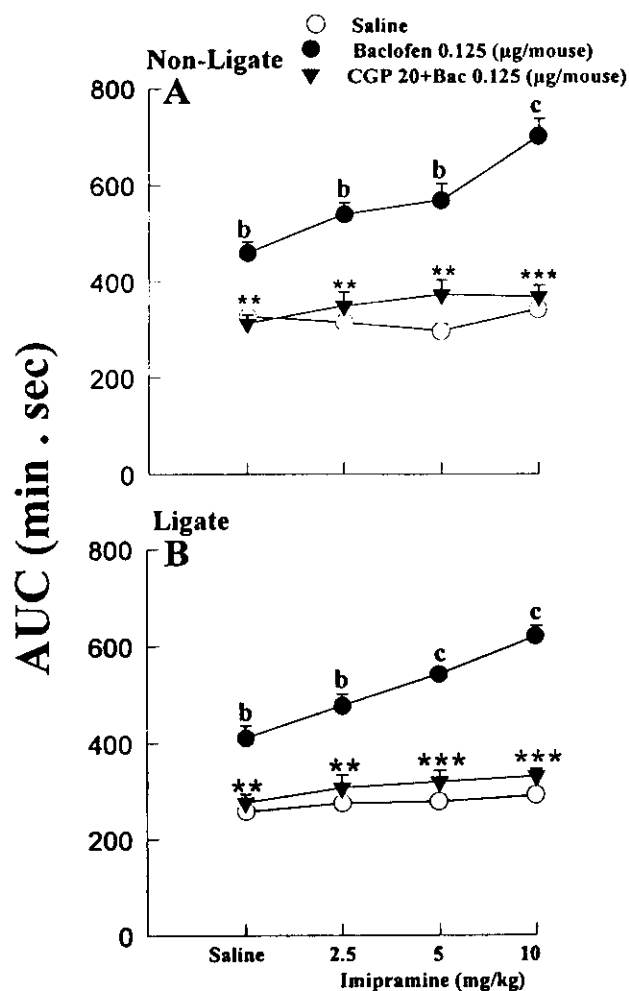 Saline
Baclofen 0.125 (µg/mouse)
CGP 20+Bac 0.125 (µg/mouse)
Non-Ligate
A
800
600
400
200
0
b
b
b
c
**
**
**
***
AUC (min . sec)
Ligate
B
800
600
400
200
0
b
b
c
c
**
**
***
***
Saline
2.5
5
10
Imipramine (mg/kg)